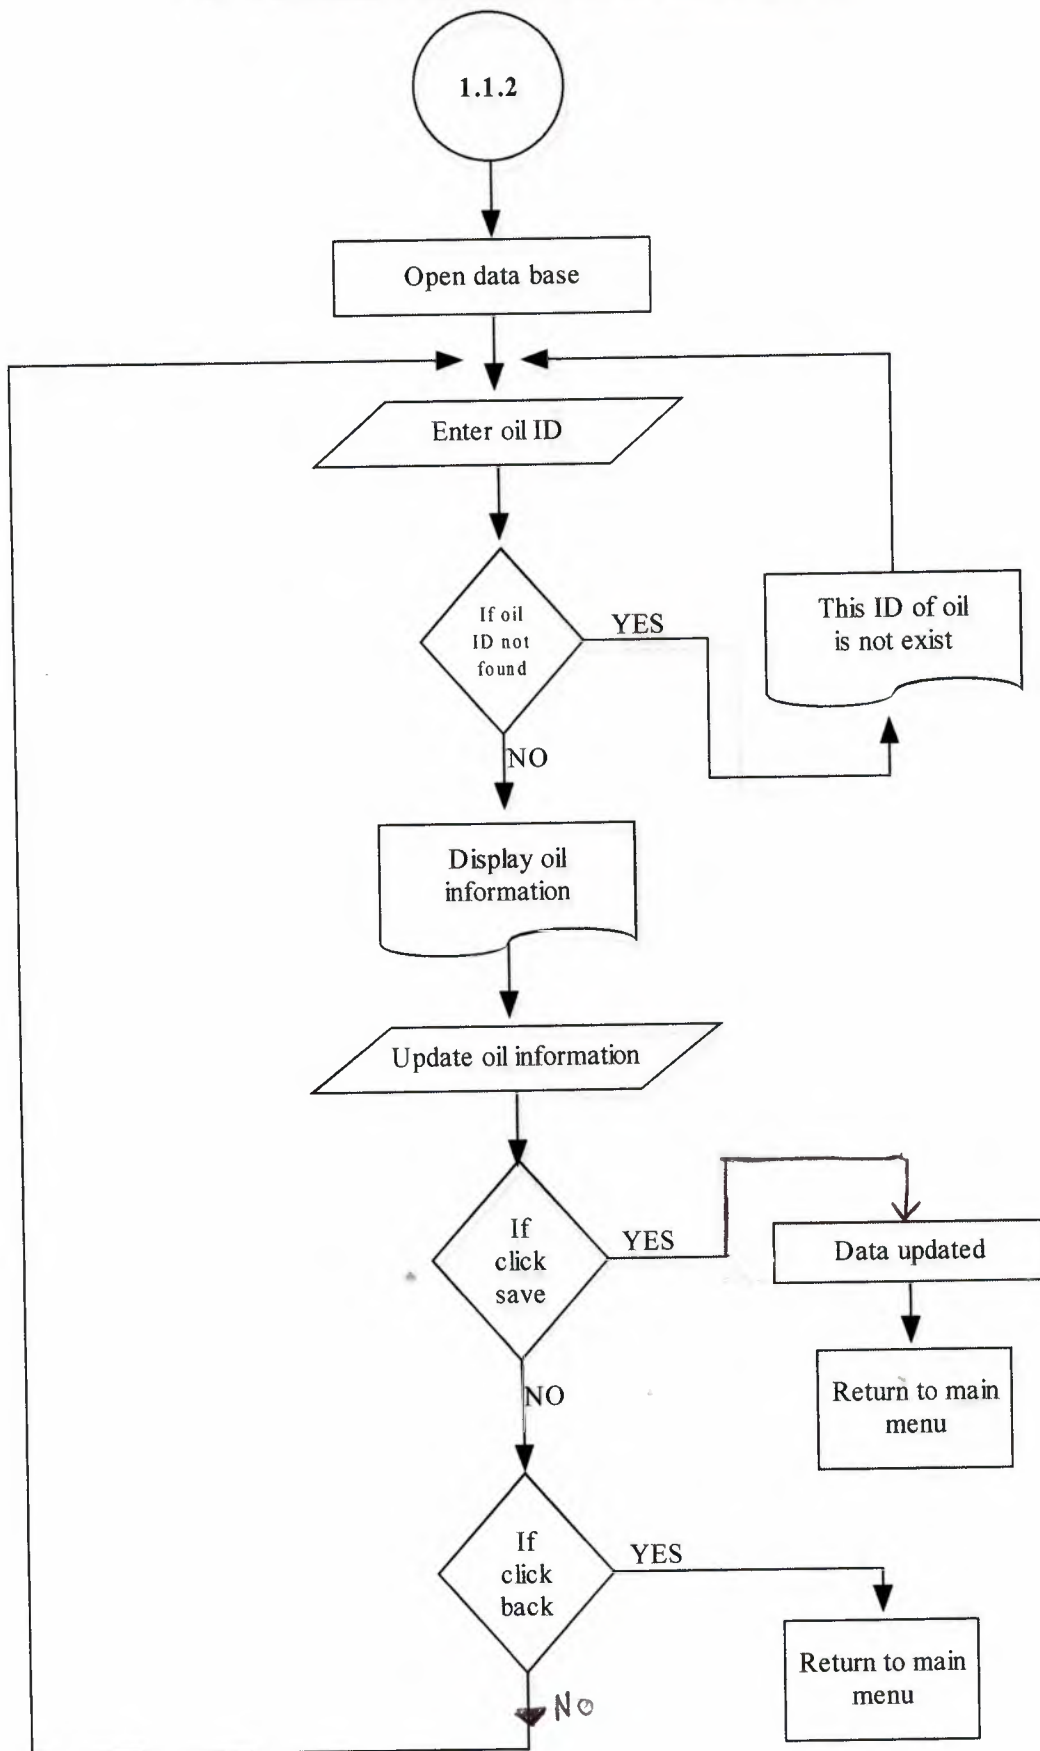 1.1.2
Open data base
Enter oil ID
If oil
ID not
found
YES
This ID of oil
is not exist
NO
Display oil
information
Update oil information
If
click
save
YES
Data updated
Return to main
menu
NO
If
click
back
YES
Return to main
menu
No